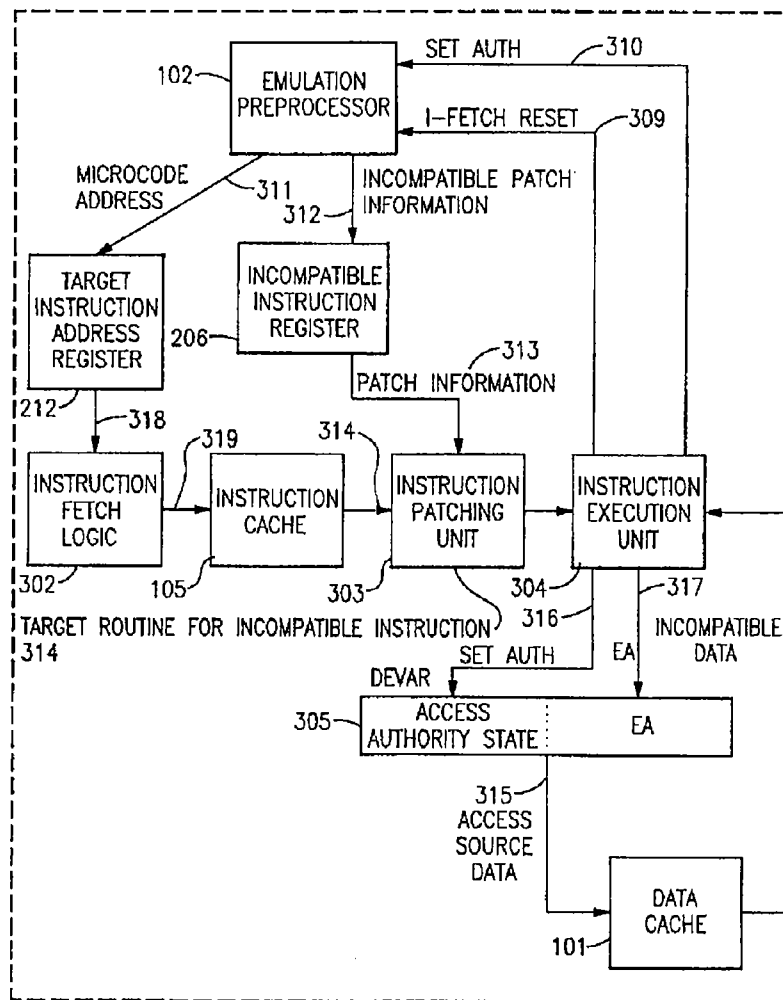 SET AUTH
310
102
EMULATION
PREPROCESSOR
I-FETCH RESET
309
MICROCODE
ADDRESS
311
312
INCOMPATIBLE PATCH
INFORMATION
TARGET
INSTRUCTION
ADDRESS
REGISTER
INCOMPATIBLE
INSTRUCTION
REGISTER
206
313
PATCH INFORMATION
212
318
319
314
INSTRUCTION
FETCH
LOGIC
INSTRUCTION
CACHE
INSTRUCTION
PATCHING
UNIT
INSTRUCTION
EXECUTION
UNIT
302
105
303
304
317
316
TARGET ROUTINE FOR INCOMPATIBLE INSTRUCTION
314
INCOMPATIBLE
DATA
SET AUTH
EA
DEVAR
305
ACCESS
AUTHORITY STATE
EA
315
ACCESS
SOURCE
DATA
DATA
CACHE
101